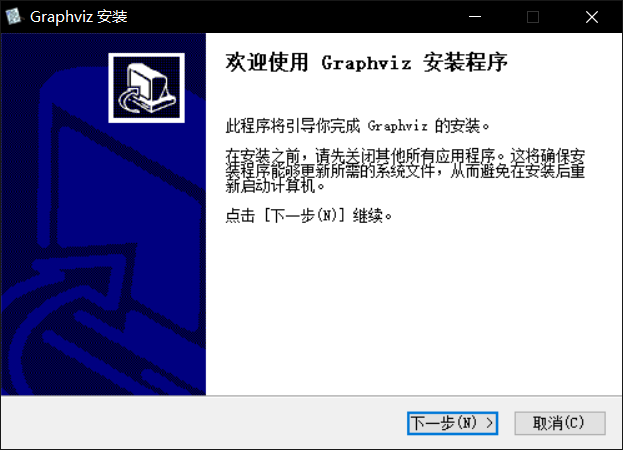 Graphviz 安装
欢迎使用 Graphviz 安装程序
此程序将引导你完成 Graphviz 的安装。
在安装之前，请先关闭其他所有应用程序。这将确保安
装程序能够更新所需的系统文件，从而避免在安装后重
新启动计算机。
点击 [下一步(N)] 继续。
下一步(N) >
取消(C)